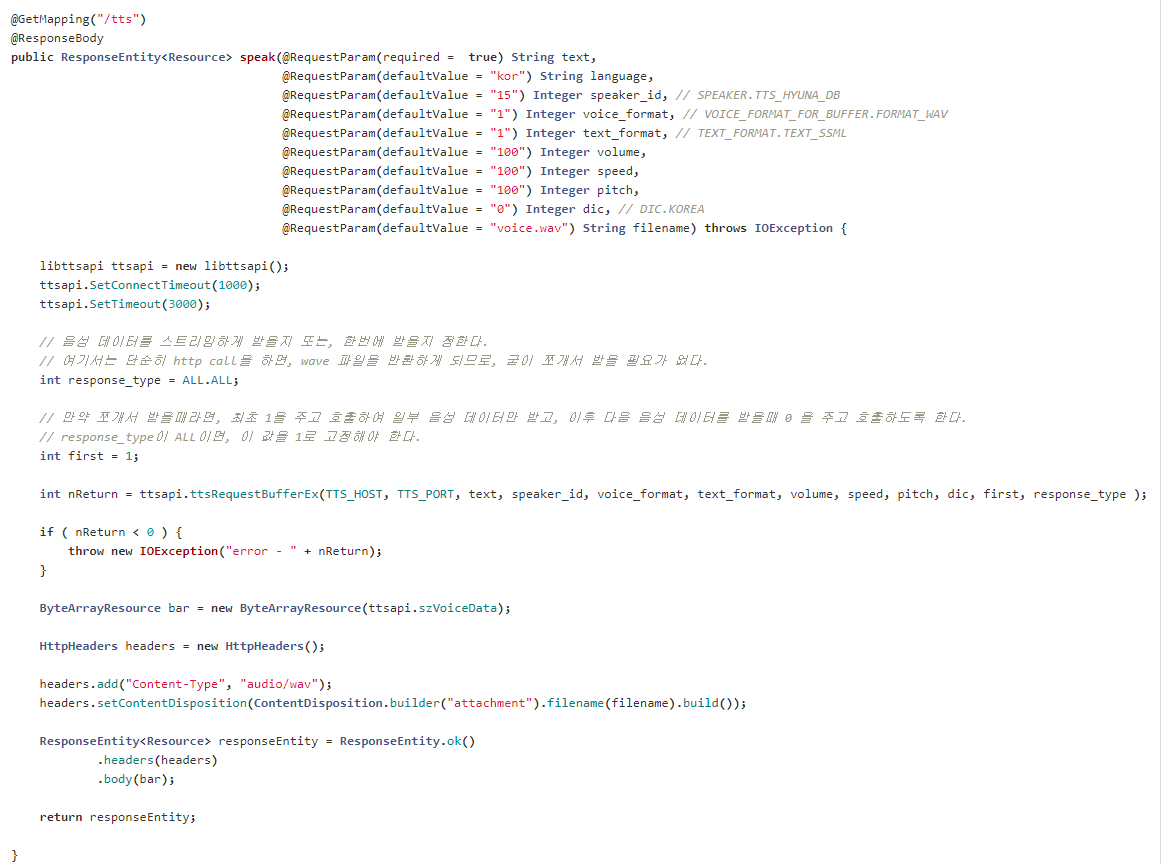 @GetMapping("/tts")
@ResponseBody
public ResponseEntity<Resource> speak(@RequestParam(required =  true) String text,
@RequestParam(defaultValue = "kor") String language,
@RequestParam(defaultValue = "15") Integer speaker_id, // SPEAKER.TTS_HYUNA_DB
@RequestParam(defaultValue = "1") Integer voice_format, // VOICE_FORMAT_FOR_BUFFER.FORMAT_WAV
@RequestParam(defaultValue = "1") Integer text_format, // TEXT_FORMAT.TEXT_SSML
@RequestParam(defaultValue = "100") Integer volume,
@RequestParam(defaultValue = "100") Integer speed,
@RequestParam(defaultValue = "100") Integer pitch,
@RequestParam(defaultValue = "0") Integer dic, // DIC.KOREA
@RequestParam(defaultValue = "voice.wav") String filename) throws IOException {
libttsapi ttsapi = new libttsapi();
ttsapi.SetConnectTimeout(1000);
ttsapi.SetTimeout(3000);
// 음성 데이터를 스트리밍하게 받을지 또는, 한번에 받을지 정한다.
// 여기서는 단순히 http call을 하면, wave 파일을 반환하게 되므로, 굳이 쪼개서 받을 필요가 없다.
int response_type = ALL.ALL;
// 만약 쪼개서 받을때라면, 최초 1을 주고 호출하여 일부 음성 데이터만 받고, 이후 다음 음성 데이터를 받을때 0 을 주고 호출하도록 한다.
// response_type이 ALL이면, 이 값을 1로 고정해야 한다.
int first = 1;
int nReturn = ttsapi.ttsRequestBufferEx(TTS_HOST, TTS_PORT, text, speaker_id, voice_format, text_format, volume, speed, pitch, dic, first, response_type );
if ( nReturn < 0 ) {
throw new IOException("error - " + nReturn);
}
ByteArrayResource bar = new ByteArrayResource(ttsapi.szVoiceData);
HttpHeaders headers = new HttpHeaders();
headers.add("Content-Type", "audio/wav");
headers.setContentDisposition(ContentDisposition.builder("attachment").filename(filename).build());
ResponseEntity<Resource> responseEntity = ResponseEntity.ok()
.headers(headers)
.body(bar);
return responseEntity;
}